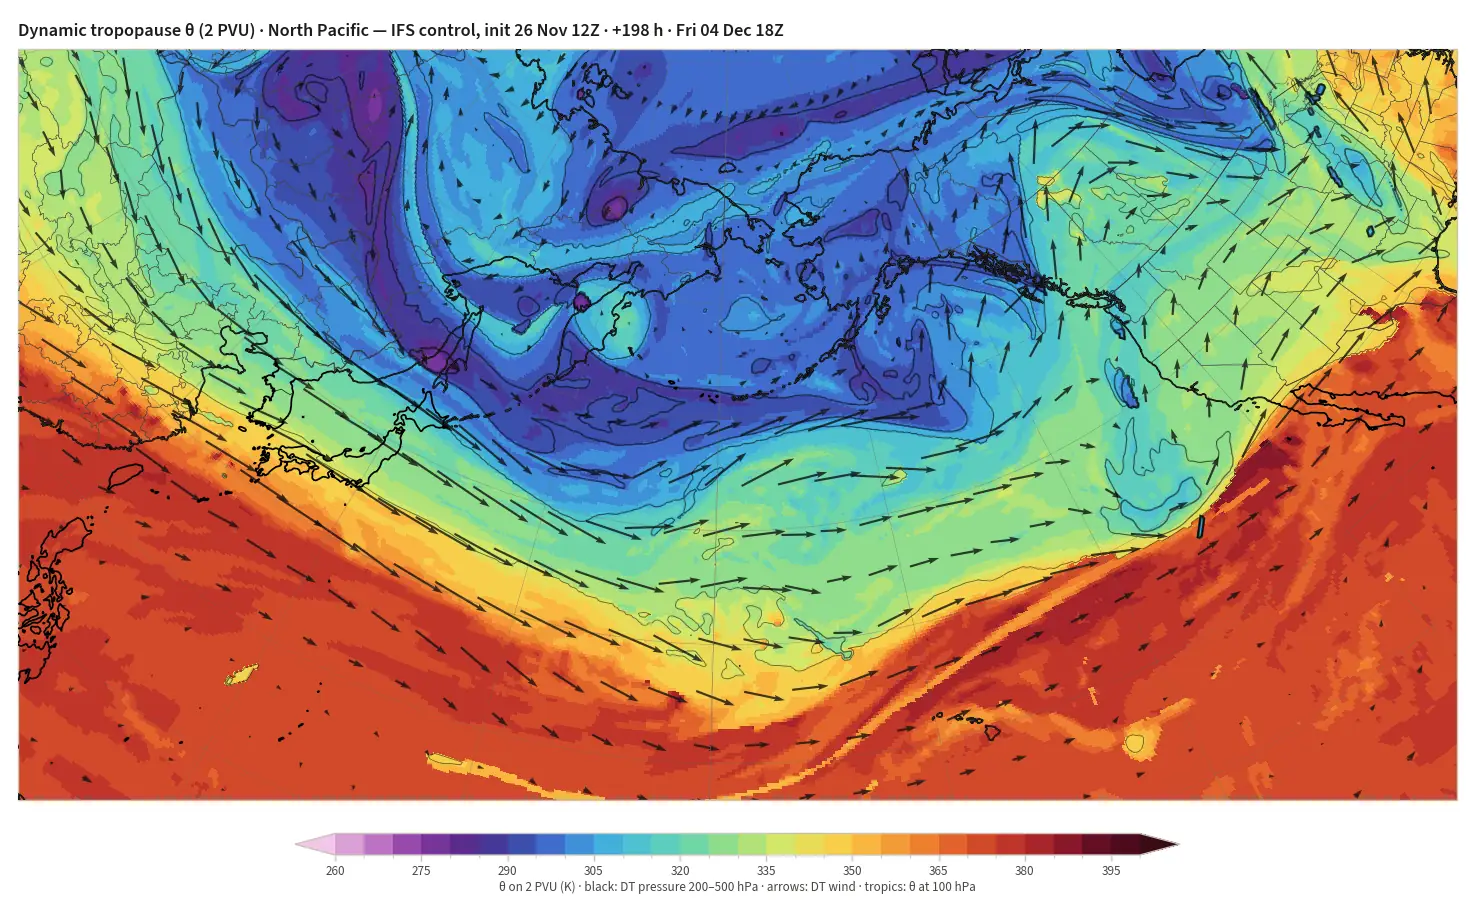 Dynamic tropopause θ (2 PVU) · North Pacific — IFS control, init 26 Nov 12Z · +198 h · Fri 04 Dec 18Z
260 275 290 305 320 335 350 365 380 395
θ on 2 PVU (K) · black: DT pressure 200–500 hPa · arrows: DT wind · tropics: θ at 100 hPa